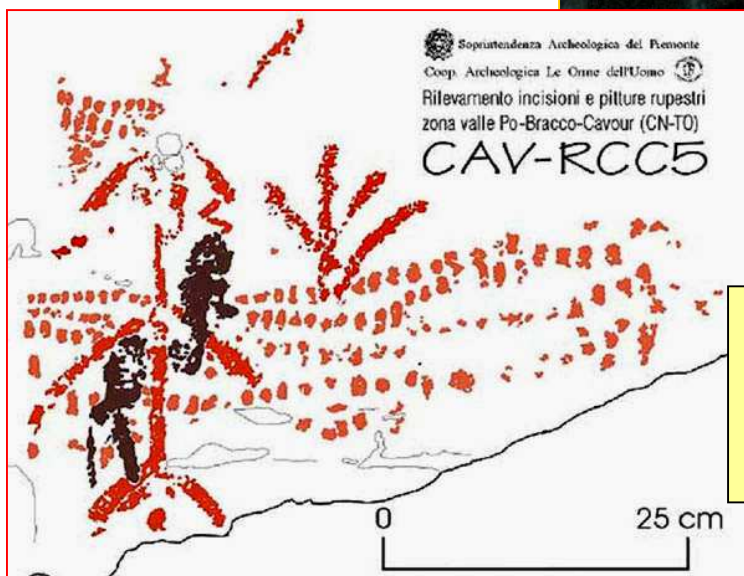 Soprintendenza Archeologica del Piemonte
Coop. Archeologica Le Orme dell'Uomo
Rilevamento incisioni e pitture rupestri
zona valle Po-Bracco-Cavour (CN-TO)
CAV-RCC5
0 25 cm